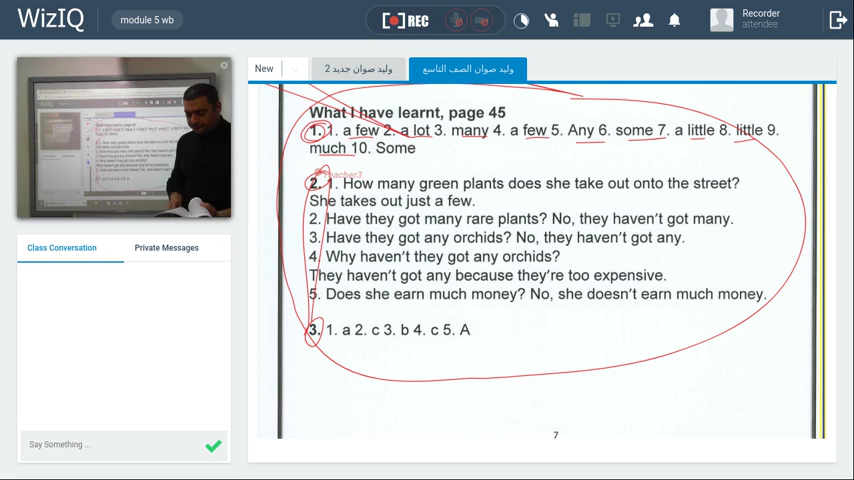 WizIQ
module 5 wb
REC
Recorder
attendee
New
وليد صوان جديد 2
وليد صوان الصف التاسع
What I have learnt, page 45
1. 1. a few 2. a lot 3. many 4. a few 5. Any 6. some 7. a little 8. little 9.
much 10. Some
Teacher3
2. 1. How many green plants does she take out onto the street?
She takes out just a few.
2. Have they got many rare plants? No, they haven't got many.
3. Have they got any orchids? No, they haven't got any.
4. Why haven't they got any orchids?
They haven't got any because they're too expensive.
5. Does she earn much money? No, she doesn't earn much money.
3. 1. a 2. c 3. b 4. c 5. A
7
Class Conversation
Private Messages
Say Something ...